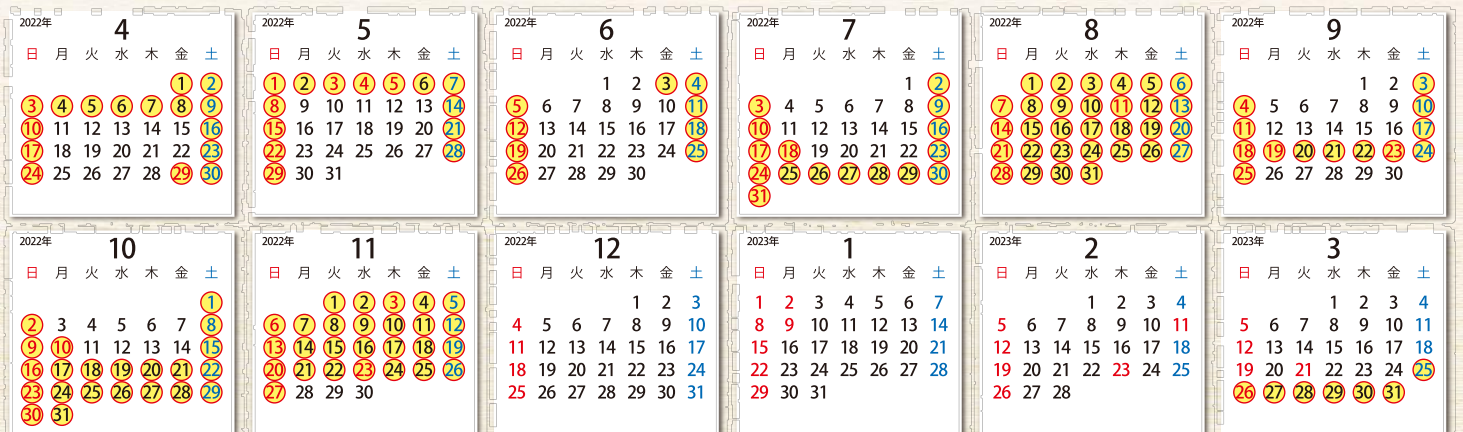 2022年 4
日 月 火 水 木 金 土
1 2
3 4 5 6 7 8 9
10 11 12 13 14 15 16
17 18 19 20 21 22 23
24 25 26 27 28 29 30
2022年 5
日 月 火 水 木 金 土
1 2 3 4 5 6 7
8 9 10 11 12 13 14
15 16 17 18 19 20 21
22 23 24 25 26 27 28
29 30 31
2022年 6
日 月 火 水 木 金 土
1 2 3 4
5 6 7 8 9 10 11
12 13 14 15 16 17 18
19 20 21 22 23 24 25
26 27 28 29 30
2022年 7
日 月 火 水 木 金 土
1 2
3 4 5 6 7 8 9
10 11 12 13 14 15 16
17 18 19 20 21 22 23
24 25 26 27 28 29 30
31
2022年 8
日 月 火 水 木 金 土
1 2 3 4 5 6
7 8 9 10 11 12 13
14 15 16 17 18 19 20
21 22 23 24 25 26 27
28 29 30 31
2022年 9
日 月 火 水 木 金 土
1 2 3
4 5 6 7 8 9 10
11 12 13 14 15 16 17
18 19 20 21 22 23 24
25 26 27 28 29 30
2022年 10
日 月 火 水 木 金 土
1
2 3 4 5 6 7 8
9 10 11 12 13 14 15
16 17 18 19 20 21 22
23 24 25 26 27 28 29
30 31
2022年 11
日 月 火 水 木 金 土
1 2 3 4 5
6 7 8 9 10 11 12
13 14 15 16 17 18 19
20 21 22 23 24 25 26
27 28 29 30
2022年 12
日 月 火 水 木 金 土
1 2 3
4 5 6 7 8 9 10
11 12 13 14 15 16 17
18 19 20 21 22 23 24
25 26 27 28 29 30 31
2023年 1
日 月 火 水 木 金 土
1 2 3 4 5 6 7
8 9 10 11 12 13 14
15 16 17 18 19 20 21
22 23 24 25 26 27 28
29 30 31
2023年 2
日 月 火 水 木 金 土
1 2 3 4
5 6 7 8 9 10 11
12 13 14 15 16 17 18
19 20 21 22 23 24 25
26 27 28
2023年 3
日 月 火 水 木 金 土
1 2 3 4
5 6 7 8 9 10 11
12 13 14 15 16 17 18
19 20 21 22 23 24 25
26 27 28 29 30 31